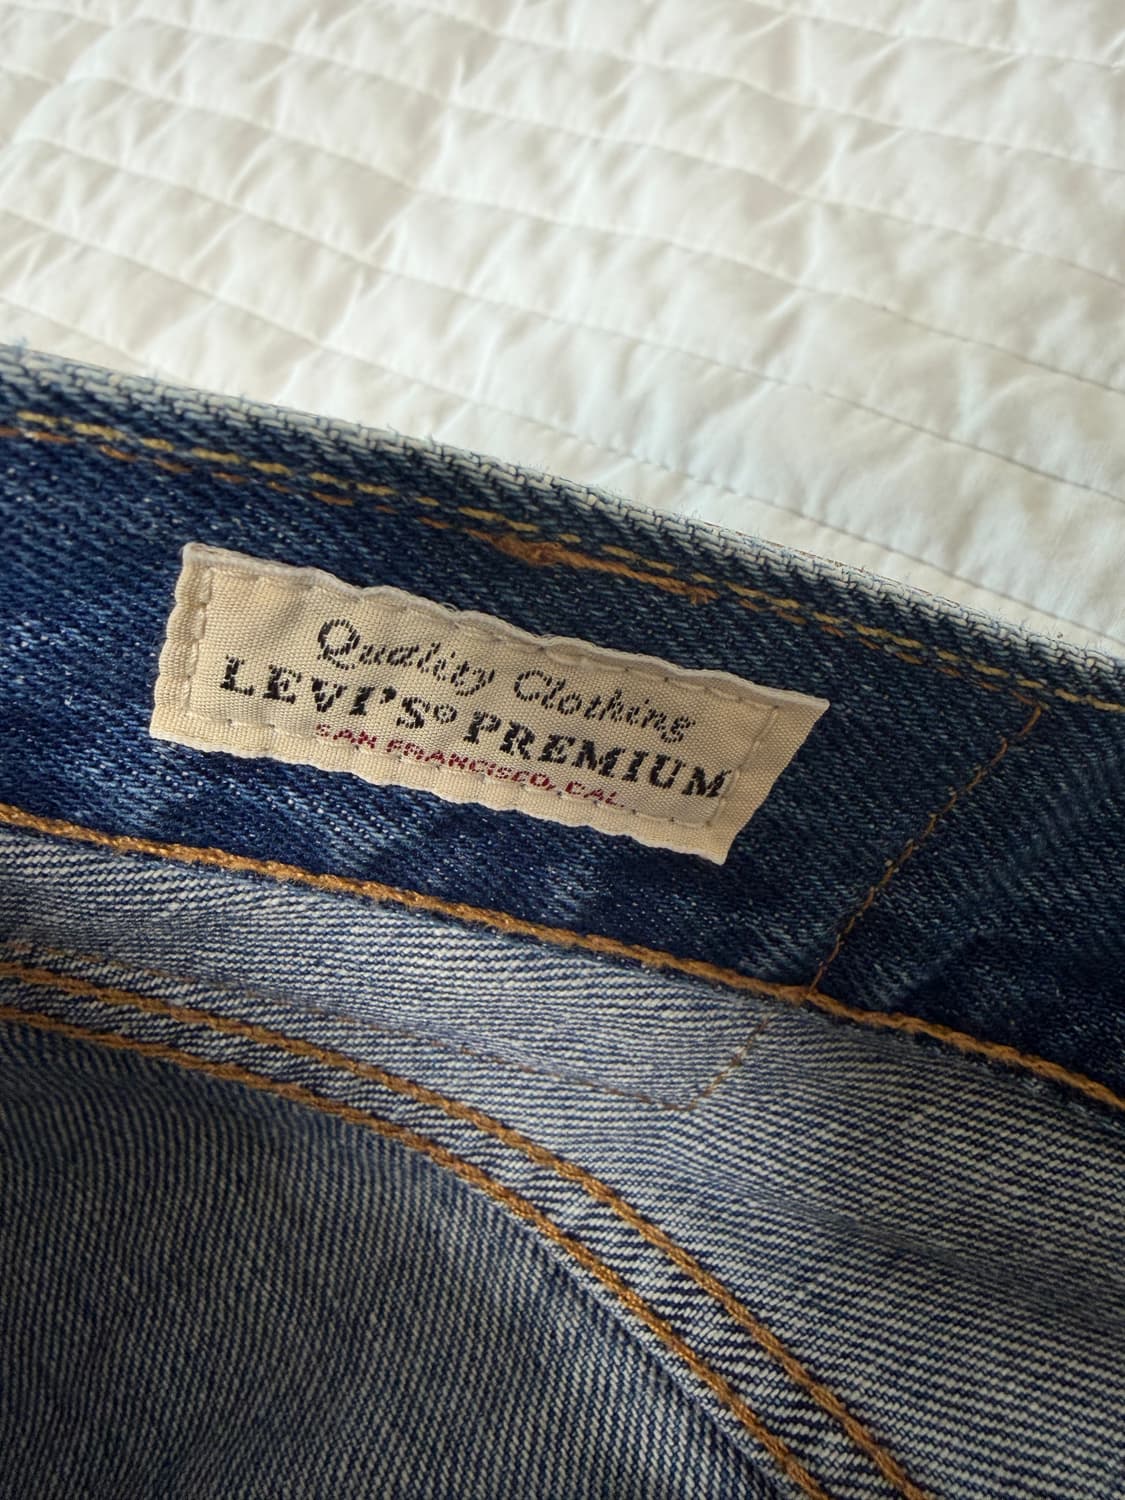 Quality Clothing
LEVI'S® PREMIUM
SAN FRANCISCO, CAL.